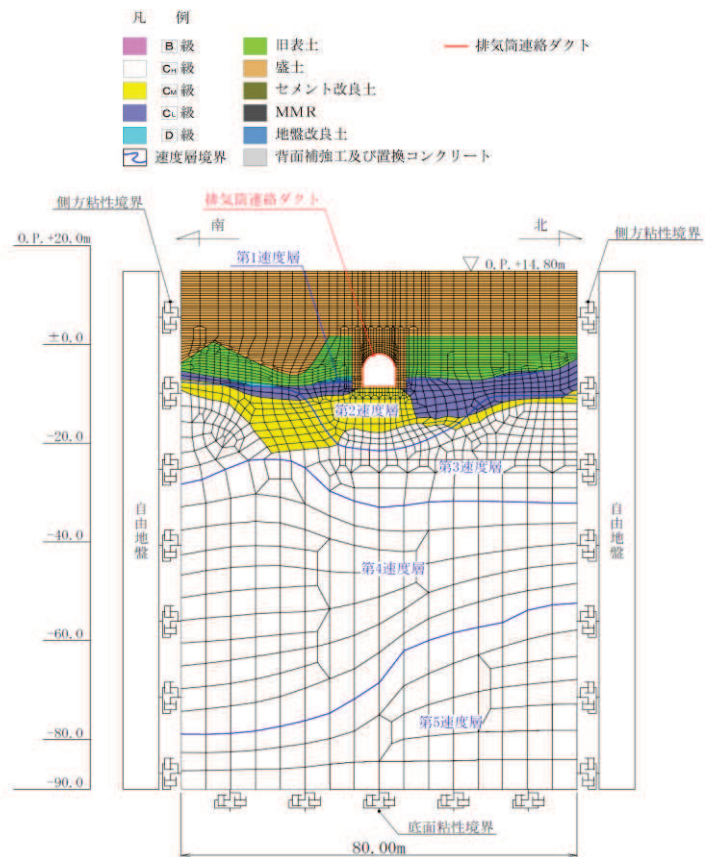 凡 例
B 級 旧表土 排気筒連絡ダクト
CH 級 盛土
CM 級 セメント改良土
CL 級 MMR
D 級 地盤改良土
速度層境界 背面補強工及び置換コンクリート
側方粘性境界
排気筒連絡ダクト
南
北
側方粘性境界
O.P.+20.0m
第1速度層
O.P.+14.80m
±0.0
第2速度層
-20.0
第3速度層
自由地盤
自由地盤
-40.0
第4速度層
-60.0
第5速度層
-80.0
-90.0
底面粘性境界
80.00m